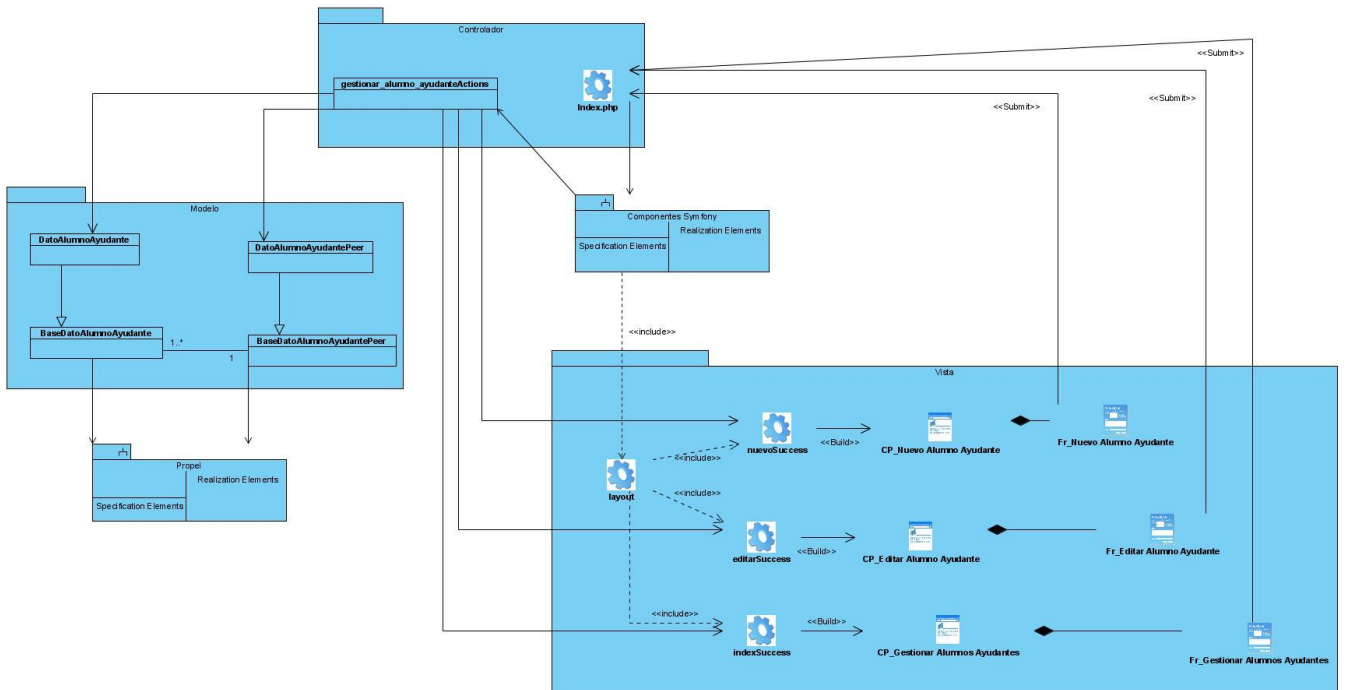 Controlador
<<Submit>>
gestionar_alumno_ayudanteActions
Index.php
<<Submit>>
<<Submit>>
Modelo
Componentes Symfony
Realization Elements
Specification Elements
DatoAlumnoAyudante
DatoAlumnoAyudantePeer
BaseDatoAlumnoAyudante
BaseDatoAlumnoAyudantePeer
1..*
1
<<include>>
Vista
Propel
Realization Elements
Specification Elements
nuevoSuccess
<<Build>>
CP_Nuevo Alumno Ayudante
Fr_Nuevo Alumno Ayudante
<<include>>
layout
<<include>>
editarSuccess
<<Build>>
CP_Editar Alumno Ayudante
Fr_Editar Alumno Ayudante
<<include>>
indexSuccess
<<Build>>
CP_Gestionar Alumnos Ayudantes
Fr_Gestionar Alumnos Ayudantes